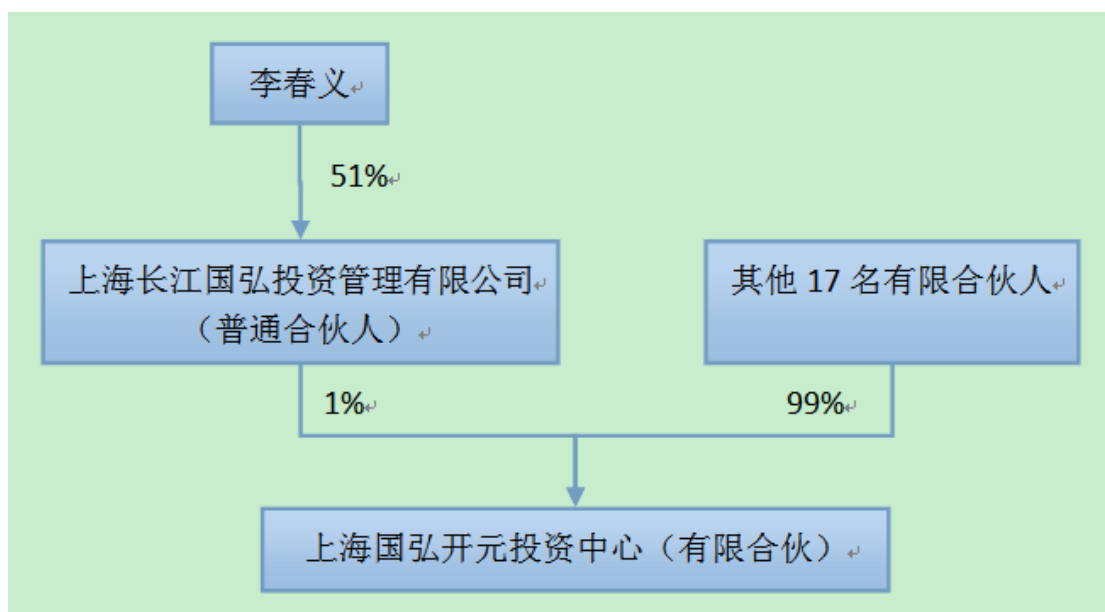 李春义
51%
上海长江国弘投资管理有限公司
（普通合伙人）
其他 17 名有限合伙人
1%
99%
上海国弘开元投资中心（有限合伙）